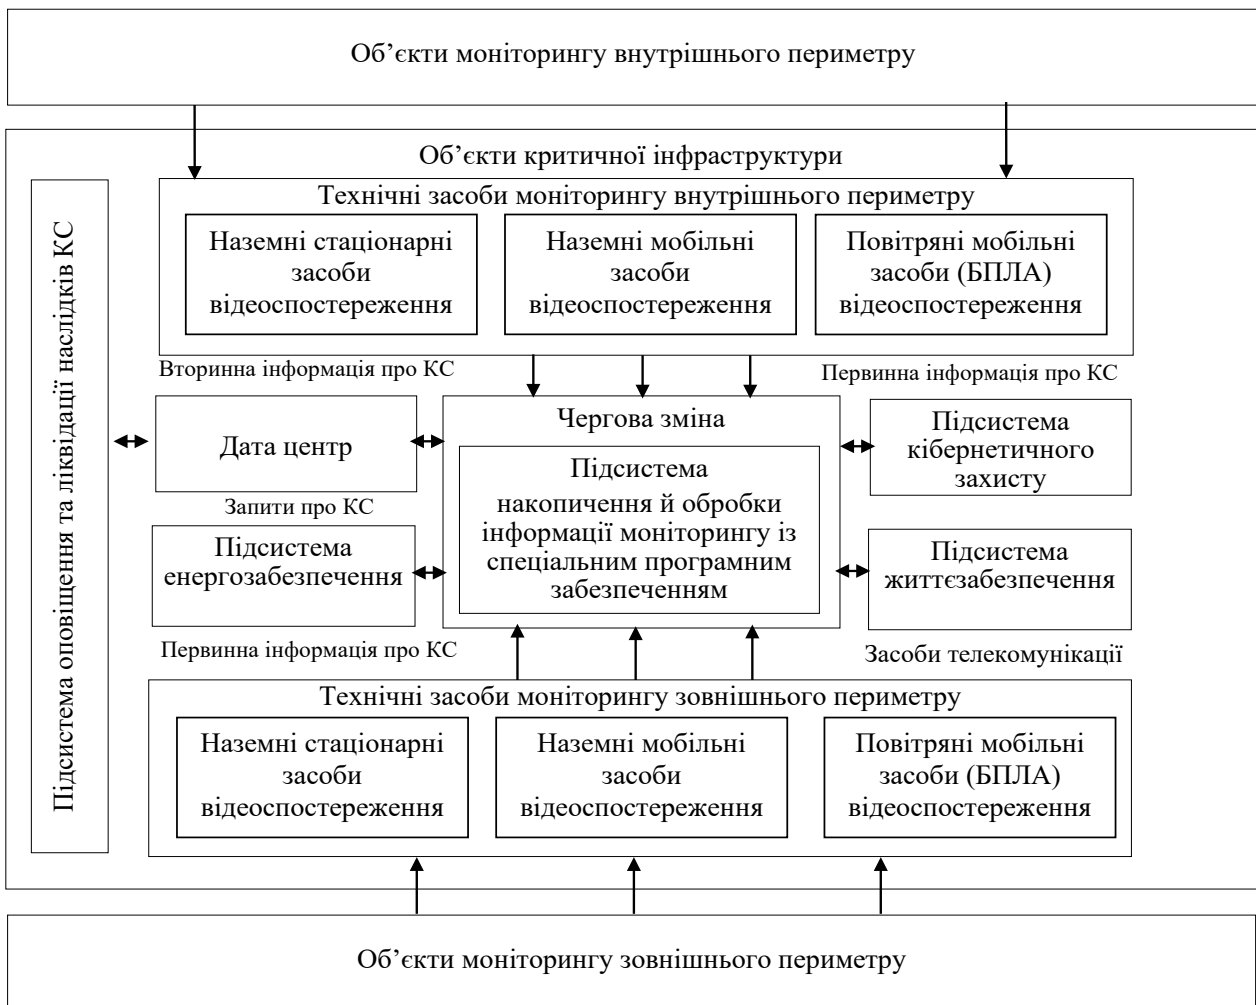 Об’єкти моніторингу внутрішнього периметру
Об’єкти критичної інфраструктури
Підсистема оповіщення та ліквідації наслідків КС
Технічні засоби моніторингу внутрішнього периметру
Наземні стаціонарні
засоби
відеоспостереження
Наземні мобільні
засоби
відеоспостереження
Повітряні мобільні
засоби (БПЛА)
відеоспостереження
Вторинна інформація про КС
Первинна інформація про КС
Дата центр
Чергова зміна
Підсистема
накопичення й обробки
інформації моніторингу із
спеціальним програмним
забезпеченням
Підсистема
кібернетичного
захисту
Запити про КС
Підсистема
енергозабезпечення
Підсистема
життєзабезпечення
Первинна інформація про КС
Засоби телекомунікації
Технічні засоби моніторингу зовнішнього периметру
Наземні стаціонарні
засоби
відеоспостереження
Наземні мобільні
засоби
відеоспостереження
Повітряні мобільні
засоби (БПЛА)
відеоспостереження
Об’єкти моніторингу зовнішнього периметру